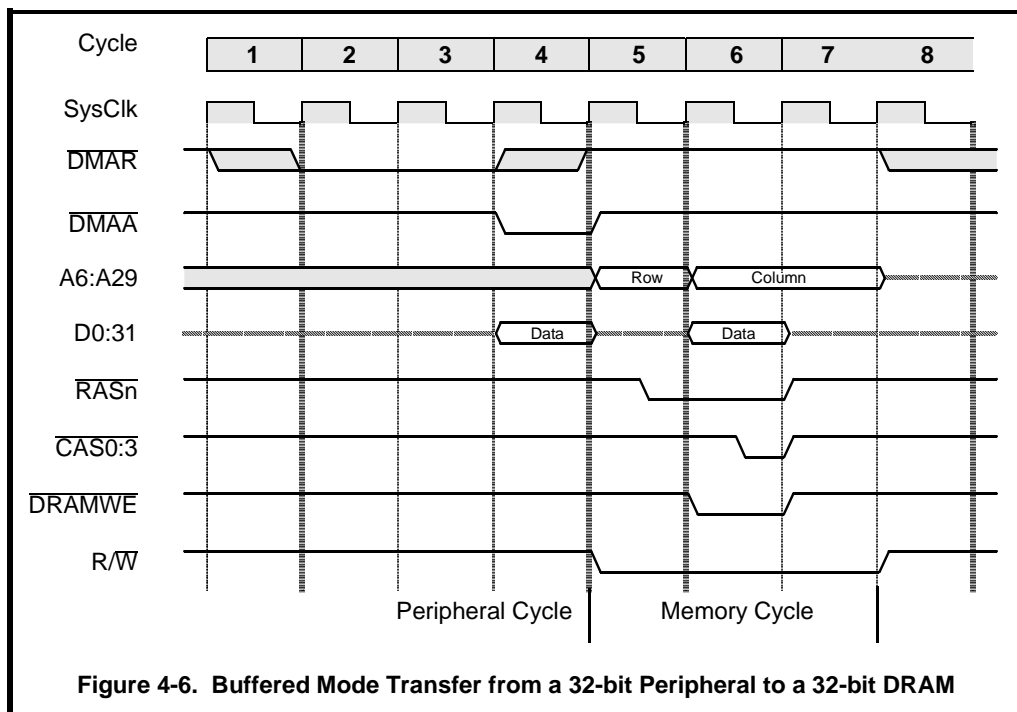 Cycle 1 2 3 4 5 6 7 8
SysClk
DMAR
DMAA
A6:A29 Row Column
D0:31 Data Data
RASn
CAS0:3
DRAMWE
R/W
Peripheral Cycle Memory Cycle
Figure 4-6. Buffered Mode Transfer from a 32-bit Peripheral to a 32-bit DRAM